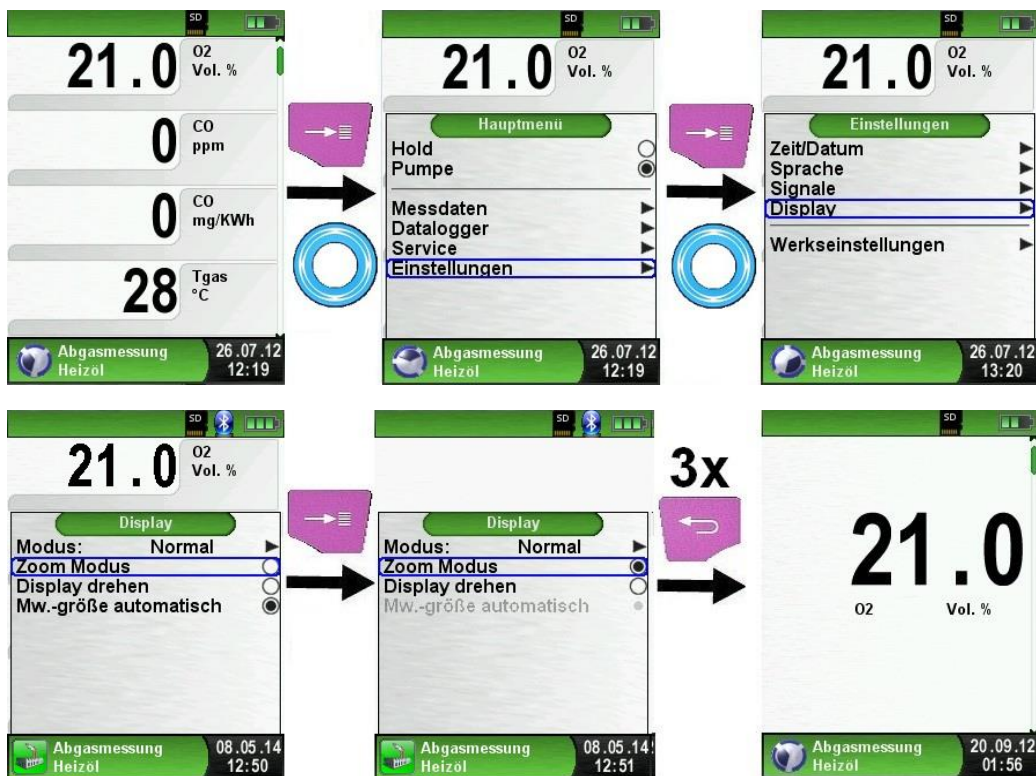 SD
21.0 O2 Vol. %
0 CO ppm
0 CO mg/KWh
28 Tgas °C
Abgasmessung 26.07.12
Heizöl 12:19
SD
21.0 O2 Vol. %
Hauptmenü
Hold
Pumpe
Messdaten
Datalogger
Service
Einstellungen
Abgasmessung 26.07.12
Heizöl 12:19
SD
21.0 O2 Vol. %
Einstellungen
Zeit/Datum
Sprache
Signale
Display
Werkseinstellungen
Abgasmessung 26.07.12
Heizöl 13:20
SD
21.0 O2 Vol. %
Display
Modus: Normal
Zoom Modus
Display drehen
Mw.-größe automatisch
Abgasmessung 08.05.14
Heizöl 12:50
SD
Display
Modus: Normal
Zoom Modus
Display drehen
Mw.-größe automatisch
Abgasmessung 08.05.14
Heizöl 12:51
3x
SD
21.0
O2 Vol. %
Abgasmessung 20.09.12
Heizöl 01:56